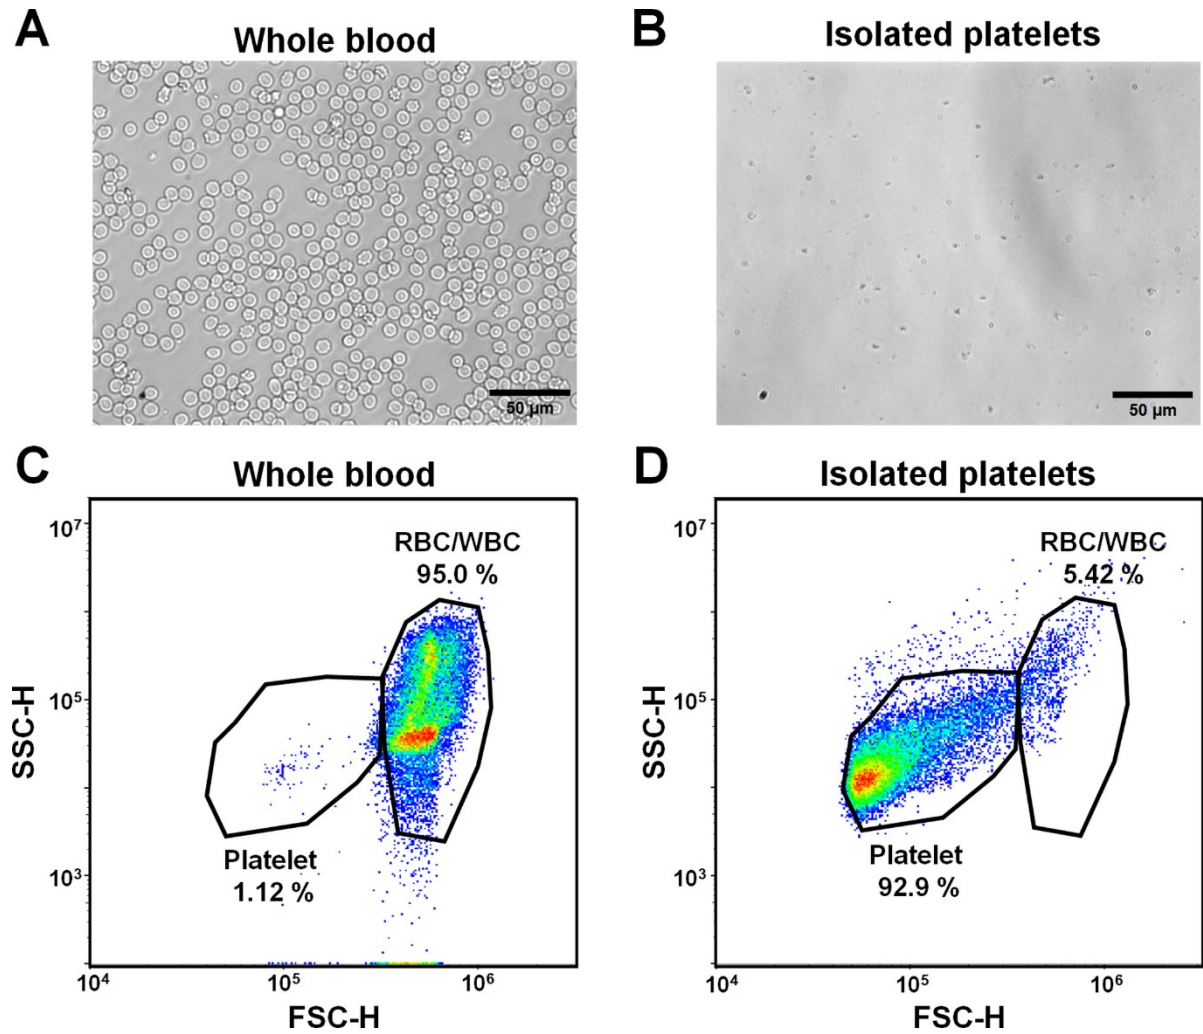 A
Whole blood
50 µm
B
Isolated platelets
50 µm
C
Whole blood
10⁷
10⁵
10³
SSC-H
RBC/WBC
95.0 %
Platelet
1.12 %
10⁴
10⁵
10⁶
FSC-H
D
Isolated platelets
10⁷
10⁵
10³
SSC-H
RBC/WBC
5.42 %
Platelet
92.9 %
10⁴
10⁵
10⁶
FSC-H